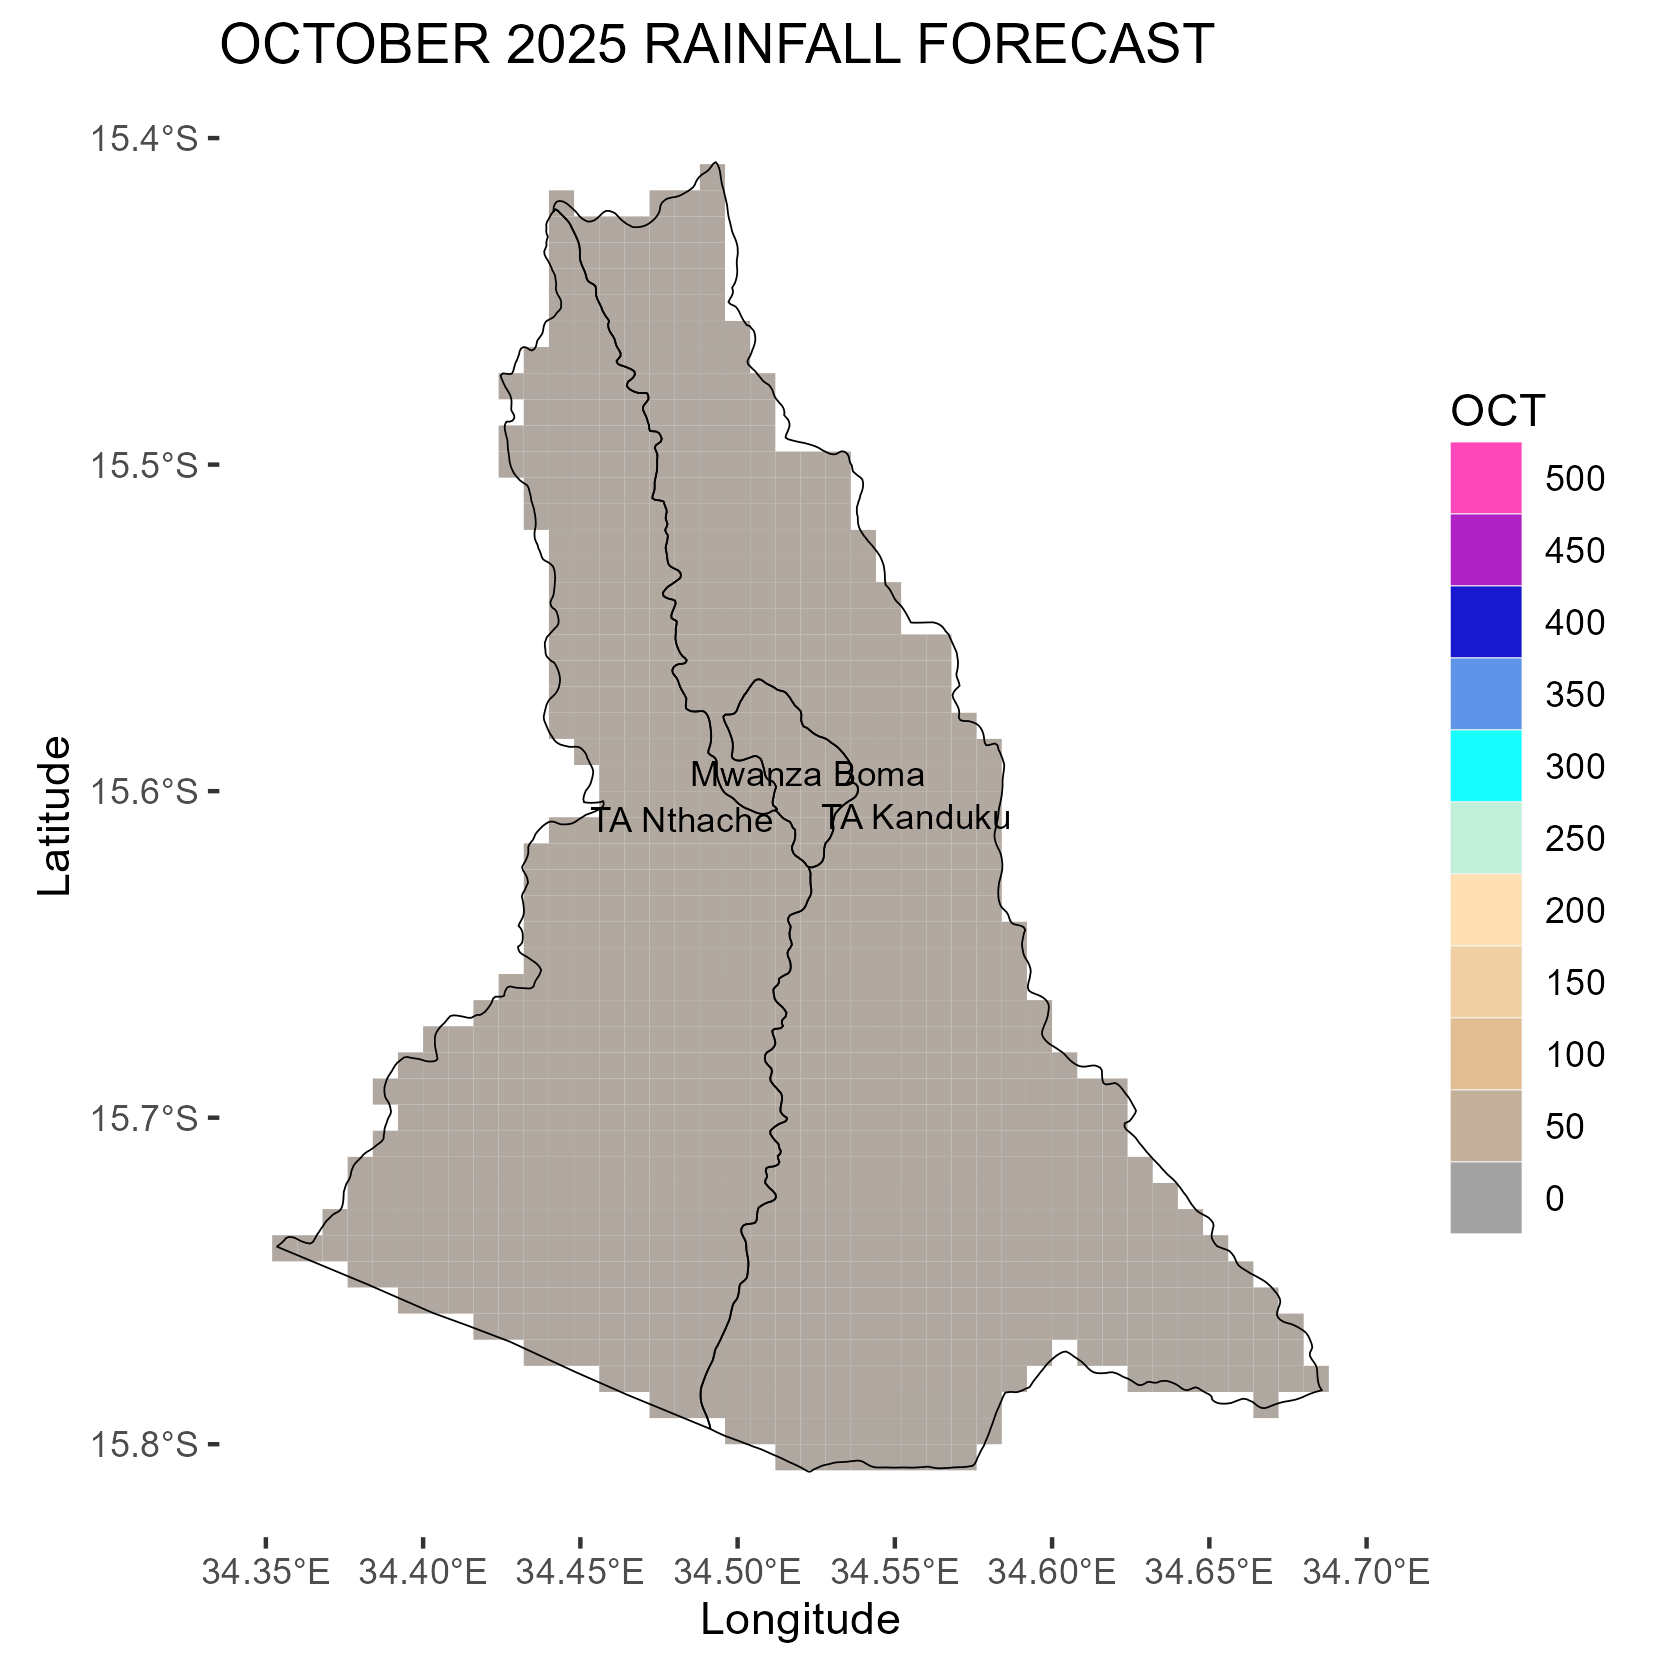 OCTOBER 2025 RAINFALL FORECAST
15.4°S
15.5°S
15.6°S
15.7°S
15.8°S
Latitude
Mwanza Boma
TA Nthache
TA Kanduku
34.35°E
34.40°E
34.45°E
34.50°E
34.55°E
34.60°E
34.65°E
34.70°E
Longitude
OCT
500
450
400
350
300
250
200
150
100
50
0